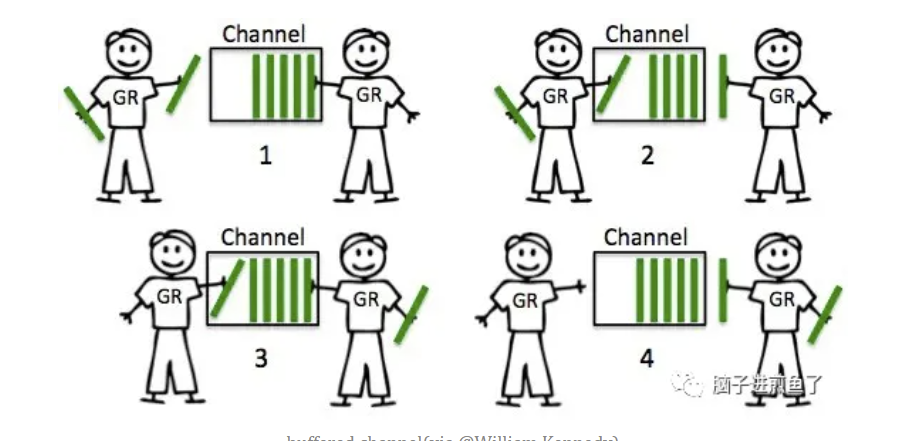 Channel
GR
GR
1
Channel
GR
GR
2
Channel
GR
GR
3
Channel
GR
GR
4
脑子进煎鱼了
buffered channel(via @William Kennedy)